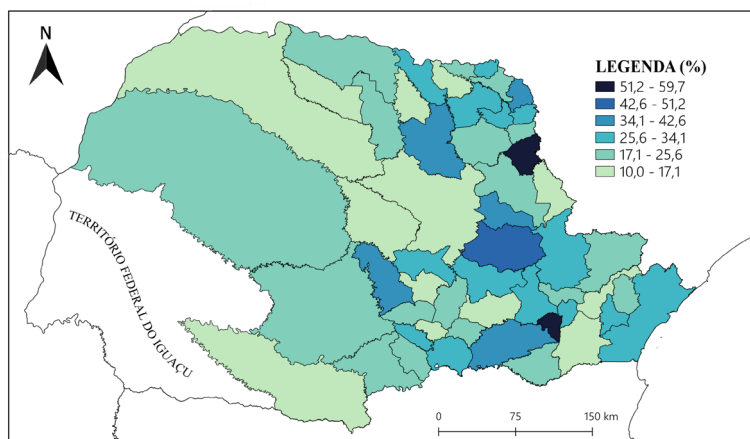 N
LEGENDA (%)
51,2 - 59,7
42,6 - 51,2
34,1 - 42,6
25,6 - 34,1
17,1 - 25,6
10,0 - 17,1
TERRITÓRIO FEDERAL DO IGUAÇU
0 75 150 km